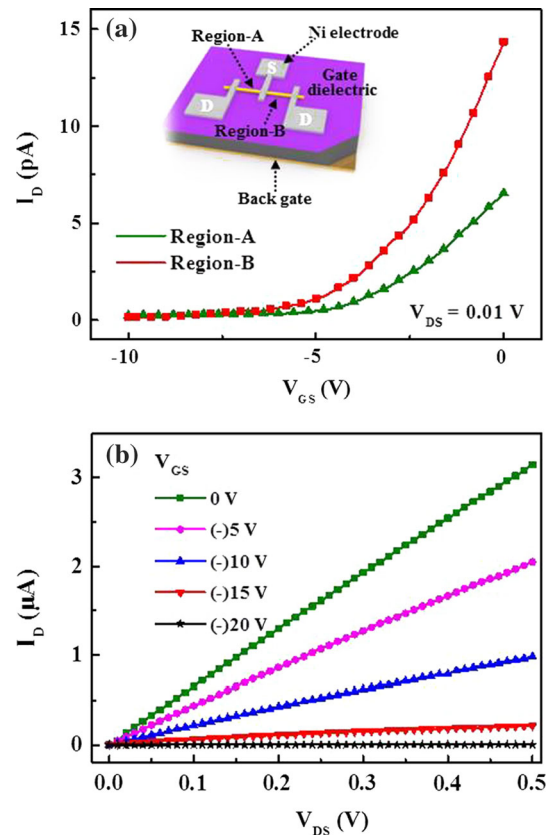 (a)
Region-A
Ni electrode
S
Gate
dielectric
D
D
Region-B
Back gate
Region-A
Region-B
V_DS = 0.01 V
I_D (pA)
15
10
5
0
-10
-5
0
V_GS (V)
(b)
V_GS
0 V
(-)5 V
(-)10 V
(-)15 V
(-)20 V
I_D (μA)
3
2
1
0
0.0
0.1
0.2
0.3
0.4
0.5
V_DS (V)